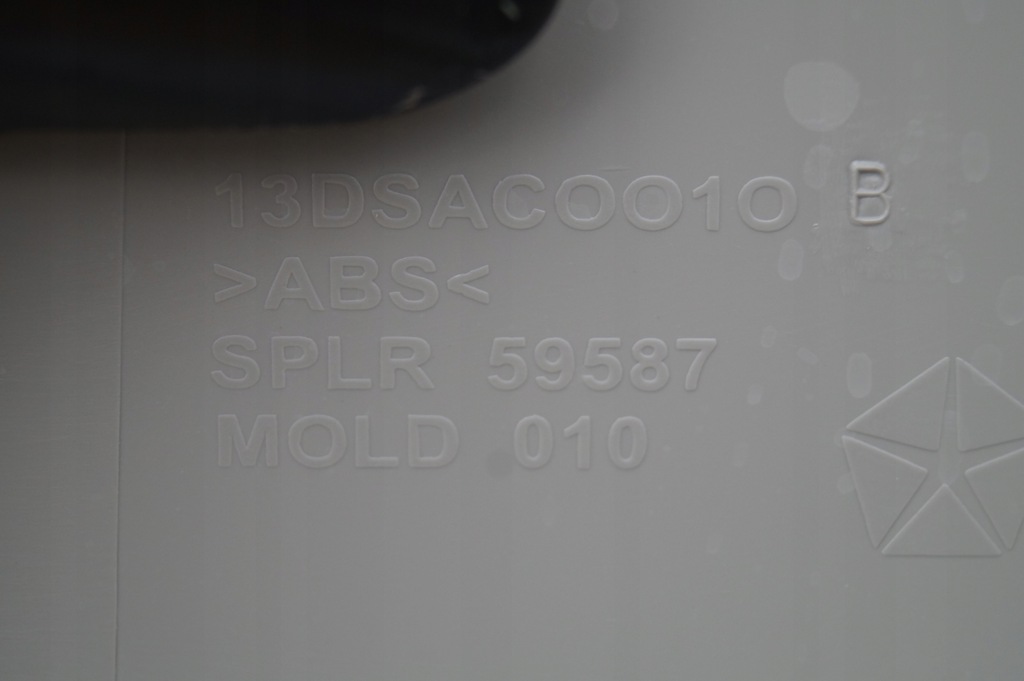 13DSAC0010 B
>ABS<
SPLR 59587
MOLD 010